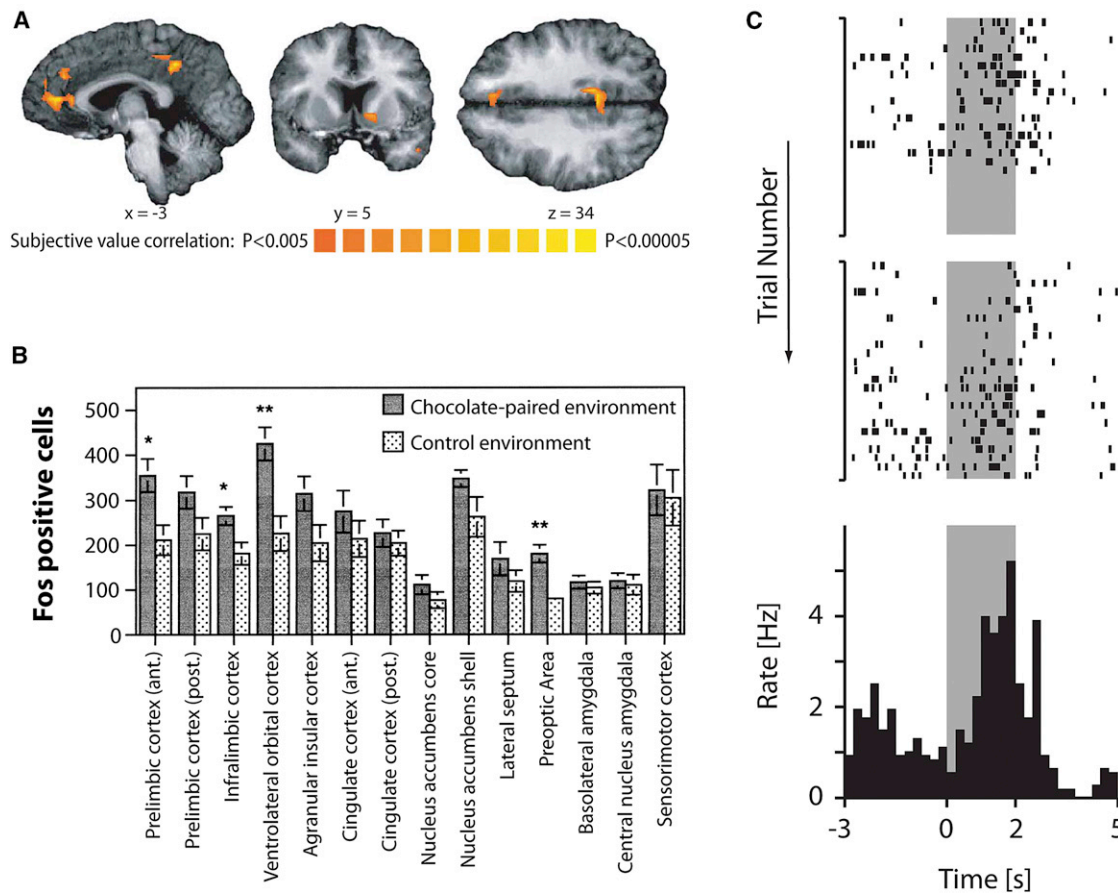 A
x = -3
y = 5
z = 34
Subjective value correlation: P<0.005
P<0.00005
B
Fos positive cells
500
400
300
200
100
0
*
*
**
**
Chocolate-paired environment
Control environment
Prelimbic cortex (ant.)
Prelimbic cortex (post.)
Infralimbic cortex
Ventrolateral orbital cortex
Agranular insular cortex
Cingulate cortex (ant.)
Cingulate cortex (post.)
Nucleus accumbens core
Nucleus accumbens shell
Lateral septum
Preoptic Area
Basolateral amygdala
Central nucleus amygdala
Sensorimotor cortex
C
Trial Number
Rate [Hz]
4
2
0
-3
0
2
5
Time [s]